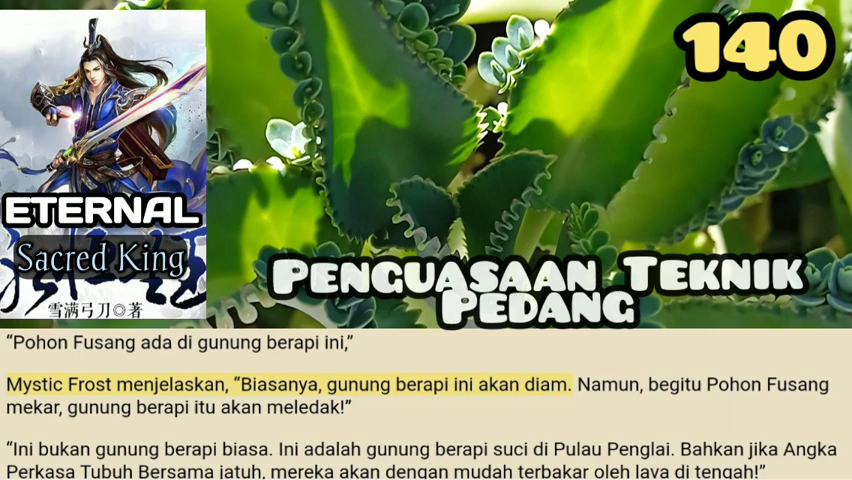 140
ETERNAL
Sacred King
雪满弓刀◎著
PENGUASAAN TEKNIK
PEDANG
“Pohon Fusang ada di gunung berapi ini,”
Mystic Frost menjelaskan, “Biasanya, gunung berapi ini akan diam. Namun, begitu Pohon Fusang
mekar, gunung berapi itu akan meledak!”
“Ini bukan gunung berapi biasa. Ini adalah gunung berapi suci di Pulau Penglai. Bahkan jika Angka
Perkasa Tubuh Bersama jatuh, mereka akan dengan mudah terbakar oleh lava di tengah!”